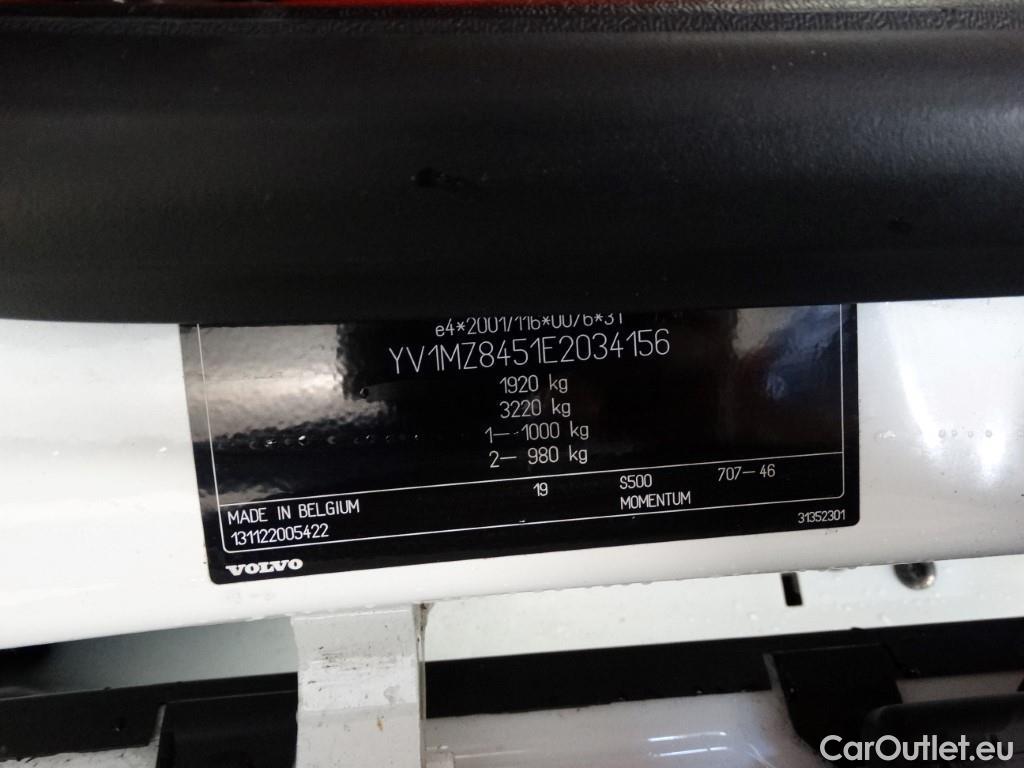 e4*2001/116*0076*31
YV1MZ8451E2034156
1920 kg
3220 kg
1— 1000 kg
2— 980 kg
MADE IN BELGIUM 19 S500 707-46
131122005422 MOMENTUM
31352301
VOLVO
CarOutlet.eu